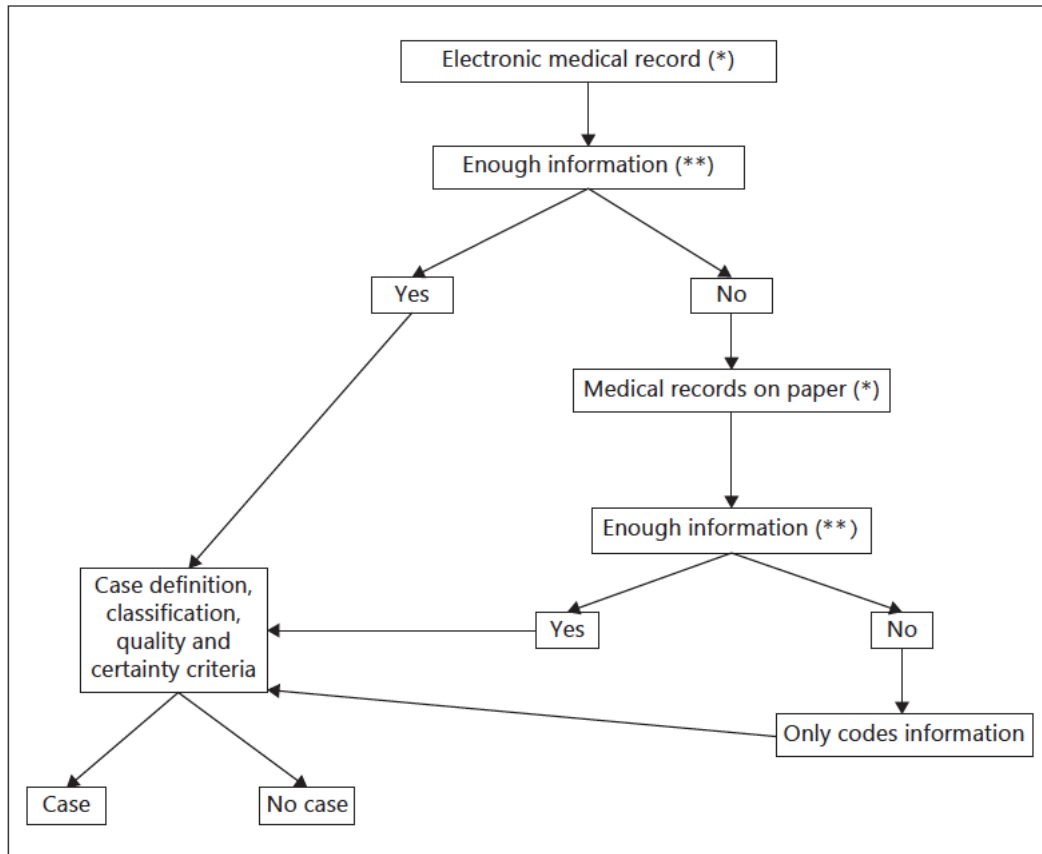 Electronic medical record (*)
Enough information (**)
Yes
No
Medical records on paper (*)
Enough information (**)
Case definition,
classification,
quality and
certainty criteria
Yes
No
Only codes information
Case
No case